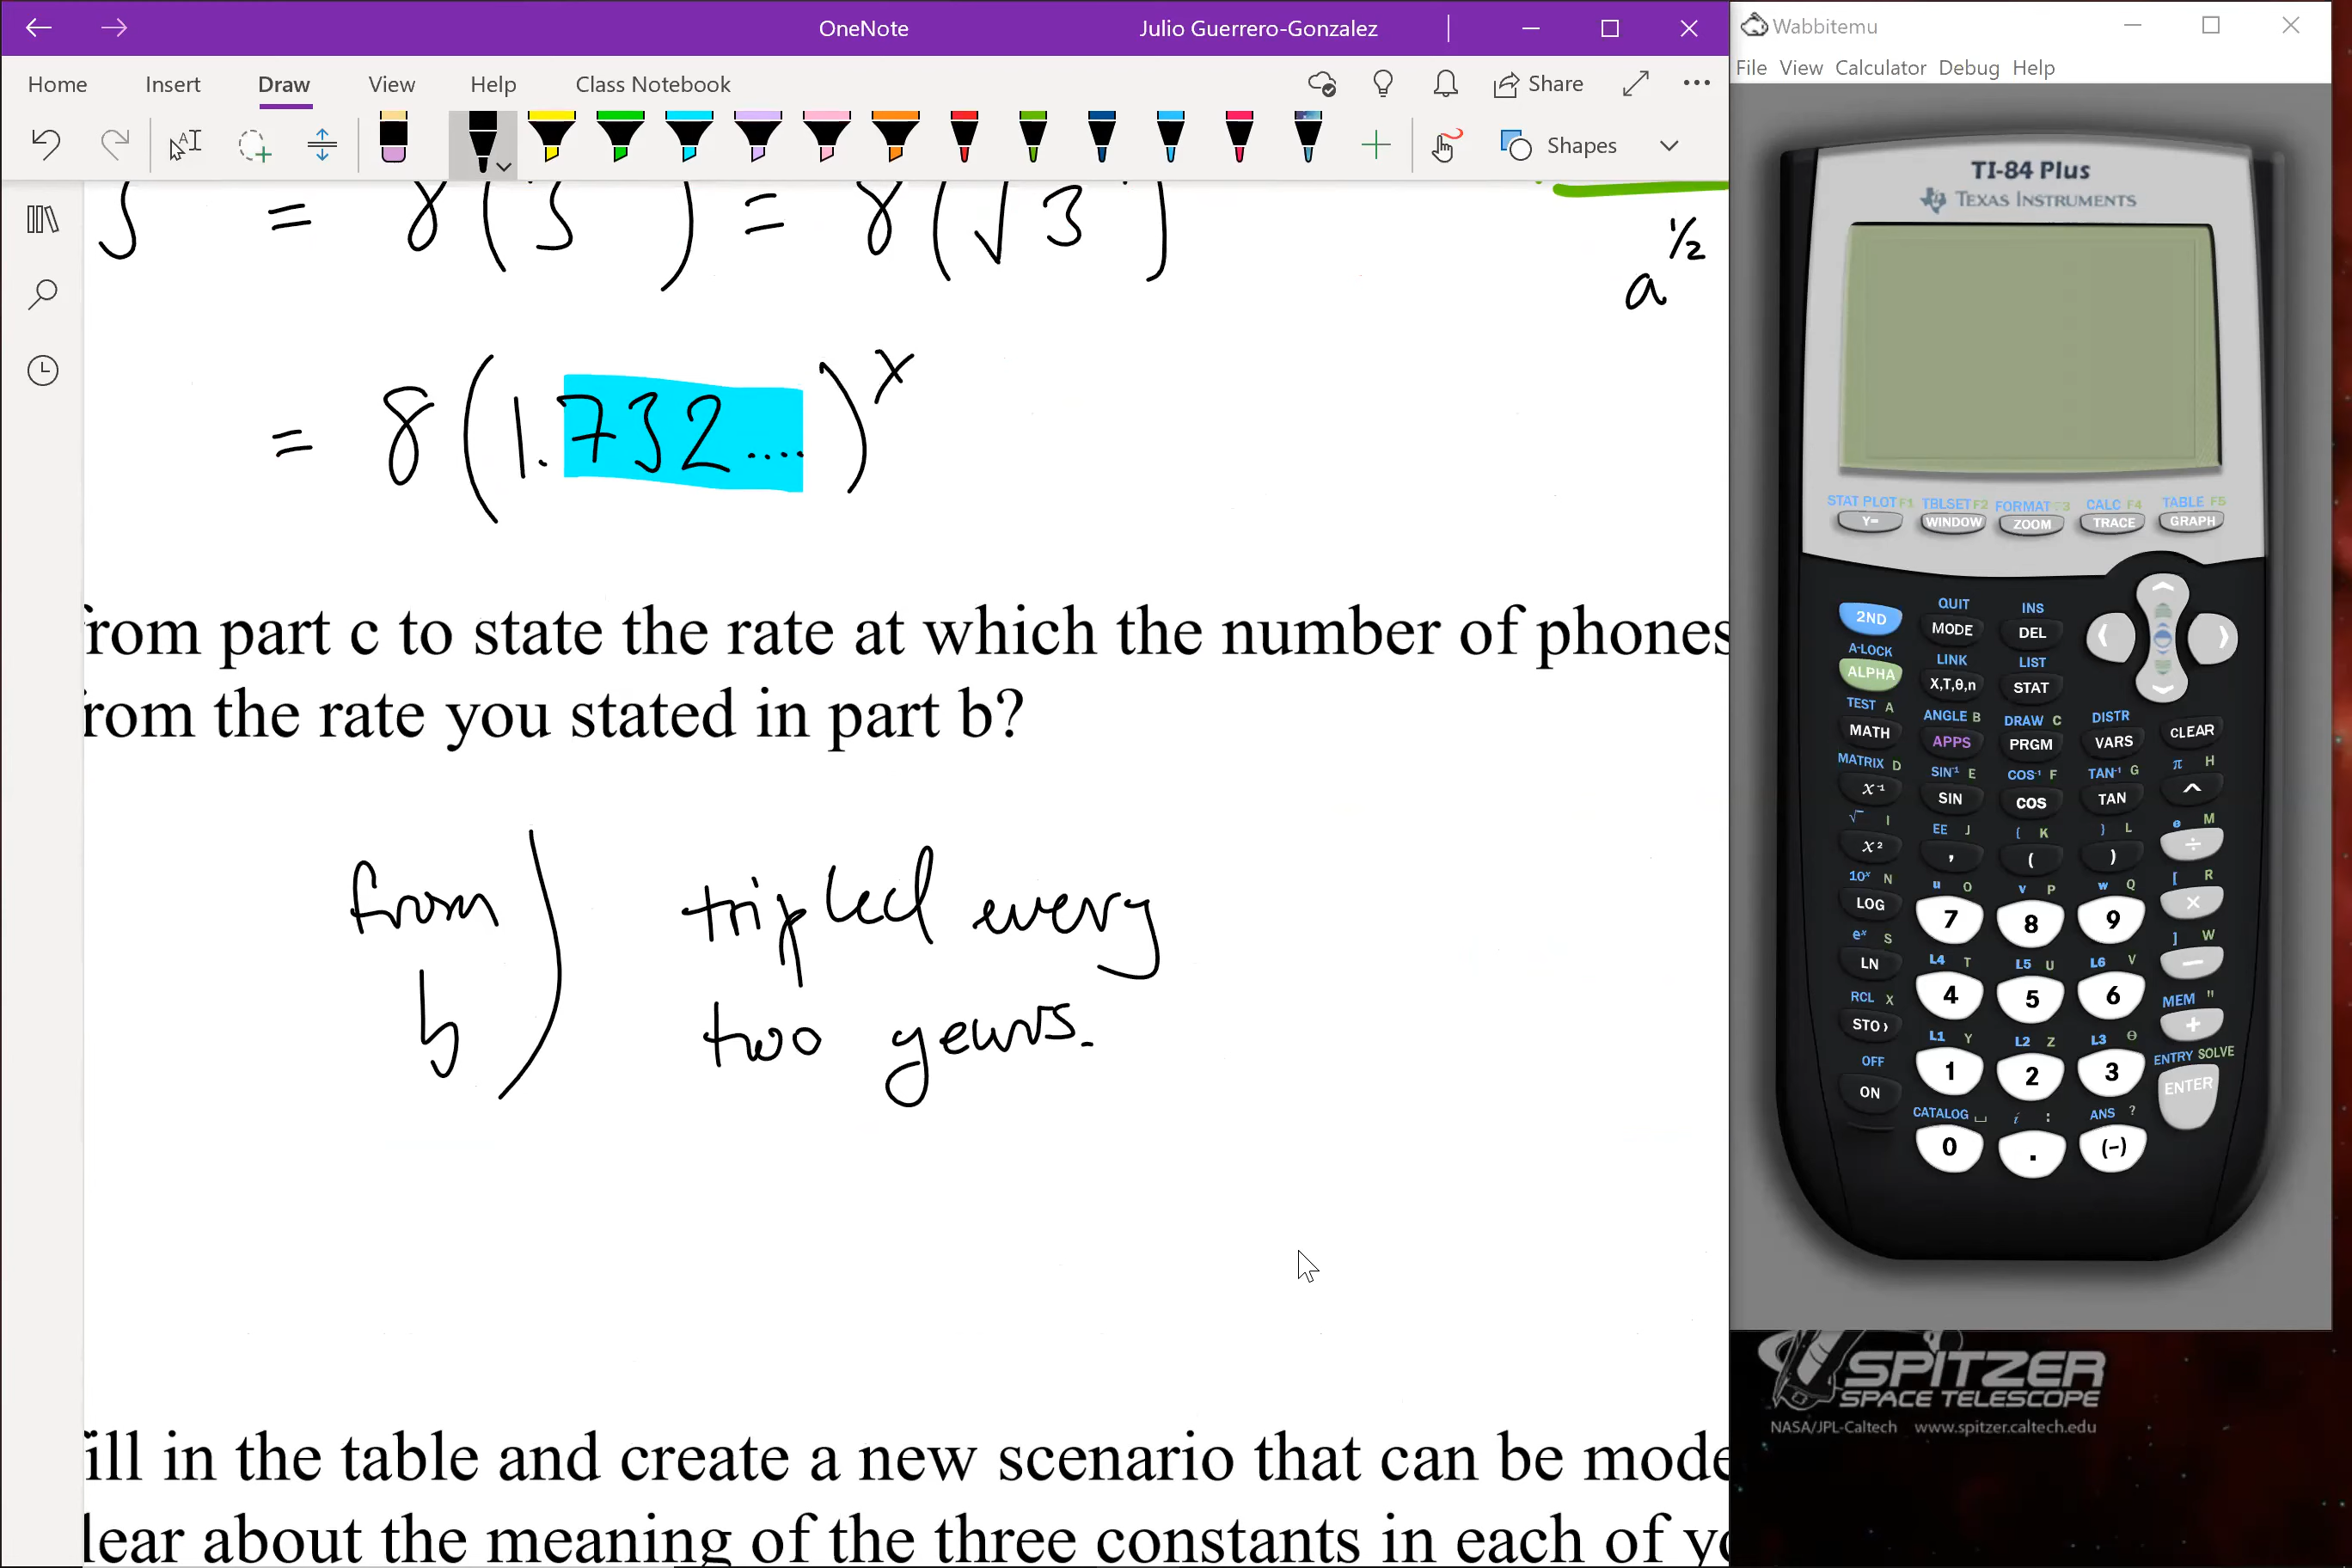 OneNote Julio Guerrero-Gonzalez
Home Insert Draw View Help Class Notebook Share
Shapes
= 8(3 ) = 8(√3 )
a^1/2
= 8(1.732....)^x
from part c to state the rate at which the number of phones
from the rate you stated in part b?
from b) tripled every
two years.
ill in the table and create a new scenario that can be mode
lear about the meaning of the three constants in each of yo
Wabbitemu
File View Calculator Debug Help
TI-84 Plus
TEXAS INSTRUMENTS
STAT PLOT F1 TBLSET F2 FORMAT F3 CALC F4 TABLE F5
Y= WINDOW ZOOM TRACE GRAPH
QUIT INS
2ND MODE DEL
A-LOCK LINK LIST
ALPHA X,T,θ,n STAT
TEST A ANGLE B DRAW C DISTR
MATH APPS PRGM VARS CLEAR
MATRIX D SIN⁻¹ E COS⁻¹ F TAN⁻¹ G π H
x⁻¹ SIN COS TAN ^
√ I EE J { K } L e M
x² , ( ) ÷
10ˣ N u O v P w Q [ R
LOG 7 8 9 ×
eˣ S L4 T L5 U L6 V ] W
LN 4 5 6 −
RCL X L1 Y L2 Z L3 θ MEM "
STO› 1 2 3 +
OFF CATALOG ⎵ i : ANS ? ENTRY SOLVE
ON 0 . (-) ENTER
SPITZER
SPACE TELESCOPE
NASA/JPL-Caltech www.spitzer.caltech.edu